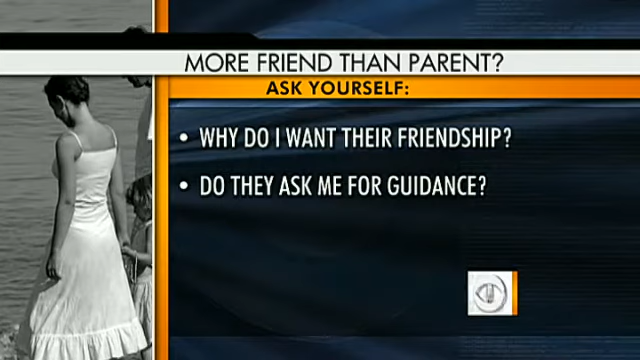 MORE FRIEND THAN PARENT?
ASK YOURSELF:
• WHY DO I WANT THEIR FRIENDSHIP?
• DO THEY ASK ME FOR GUIDANCE?